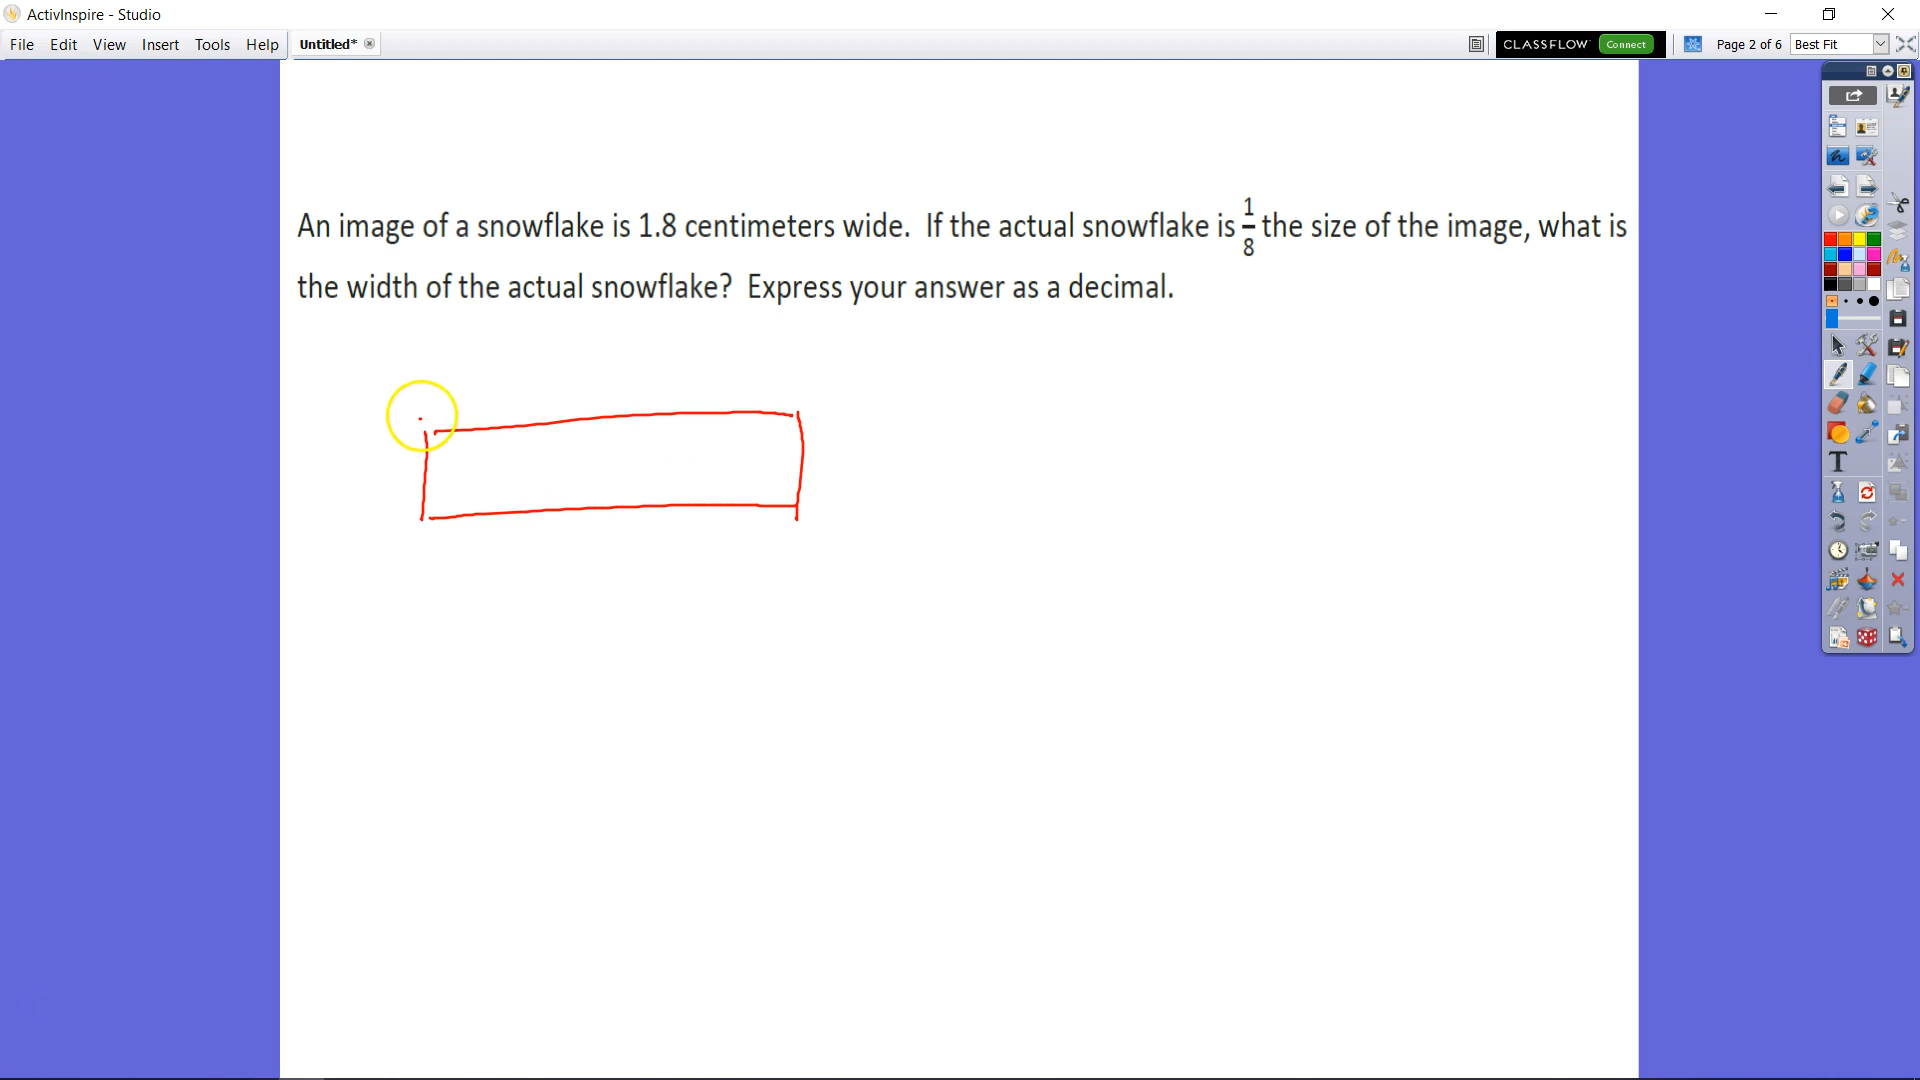 ActivInspire - Studio
File Edit View Insert Tools Help Untitled* CLASSFLOW Connect Page 2 of 6 Best Fit
An image of a snowflake is 1.8 centimeters wide. If the actual snowflake is 1/8 the size of the image, what is
the width of the actual snowflake? Express your answer as a decimal.
T